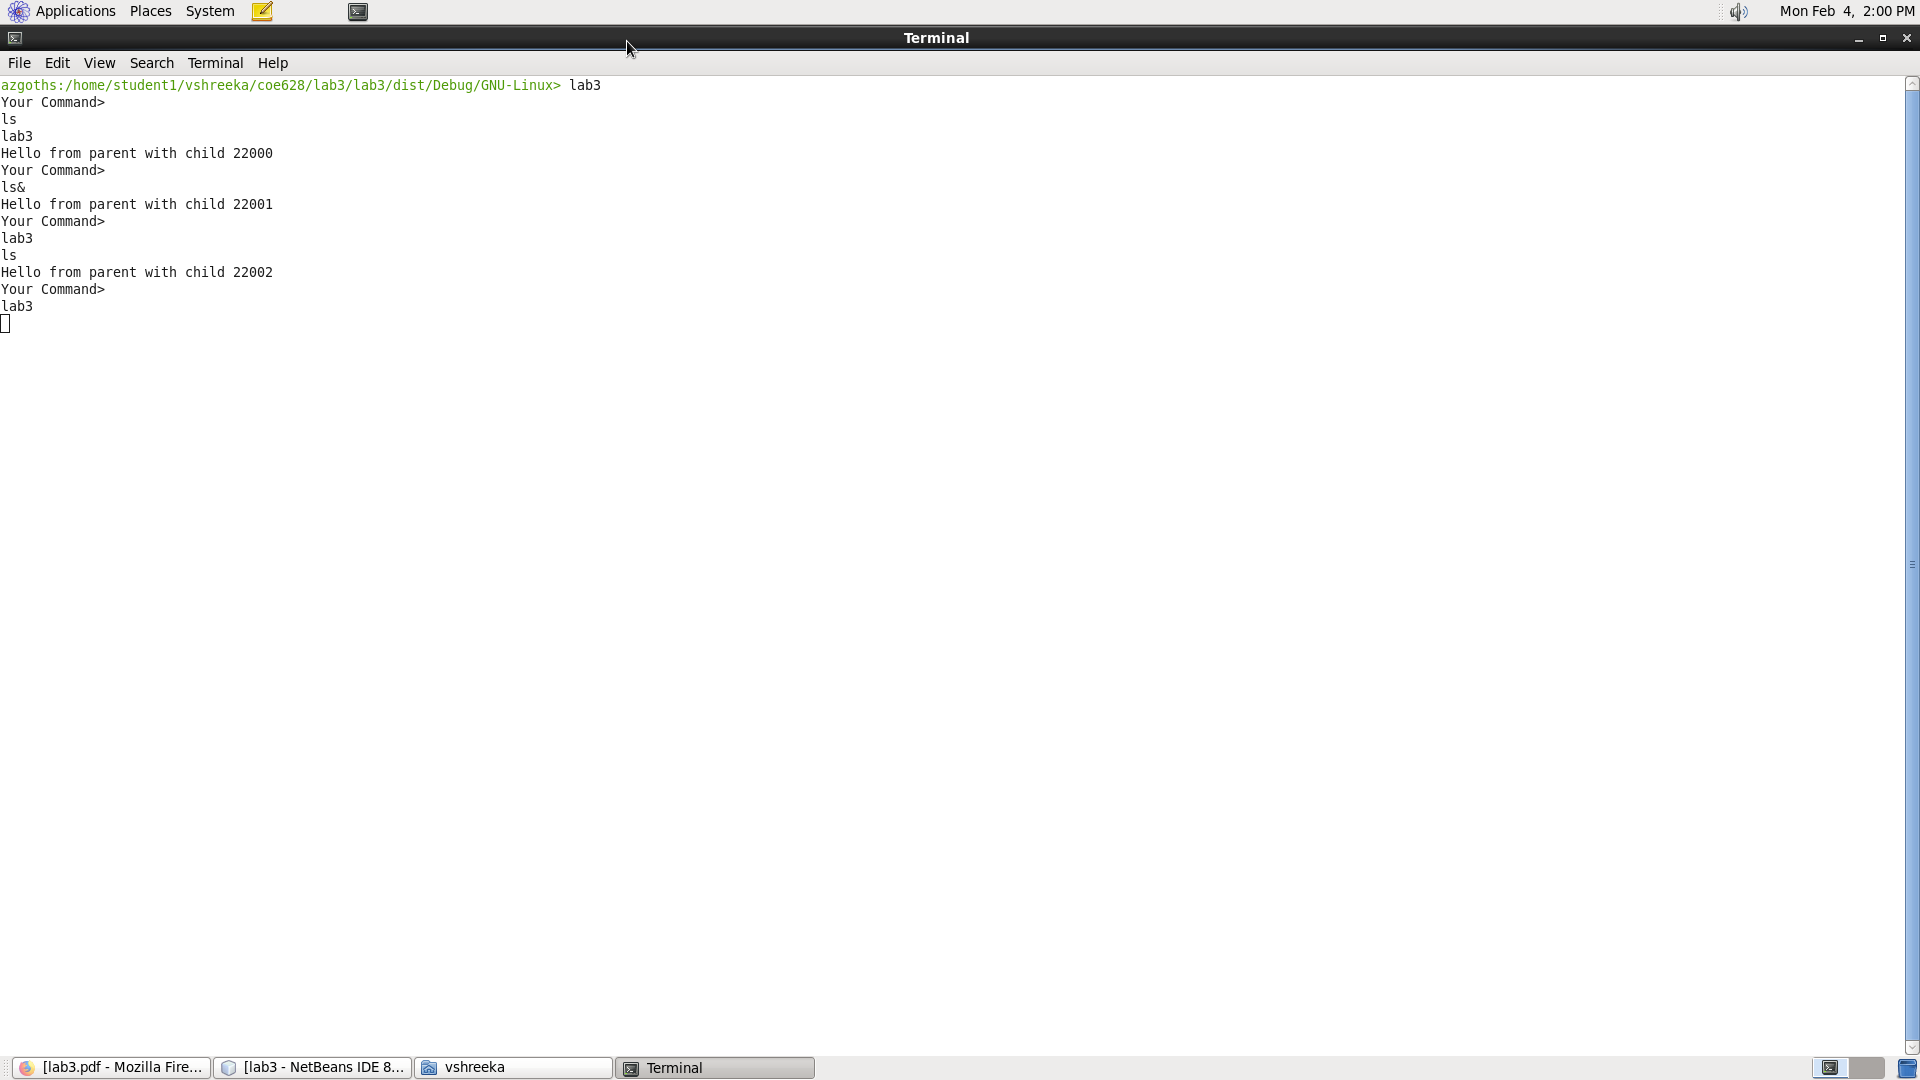 Applications Places System Mon Feb 4, 2:00 PM
Terminal
File Edit View Search Terminal Help
azgoths:/home/student1/vshreeka/coe628/lab3/lab3/dist/Debug/GNU-Linux> lab3
Your Command>
ls
lab3
Hello from parent with child 22000
Your Command>
ls&
Hello from parent with child 22001
Your Command>
lab3
ls
Hello from parent with child 22002
Your Command>
lab3
[lab3.pdf - Mozilla Fire... [lab3 - NetBeans IDE 8... vshreeka Terminal